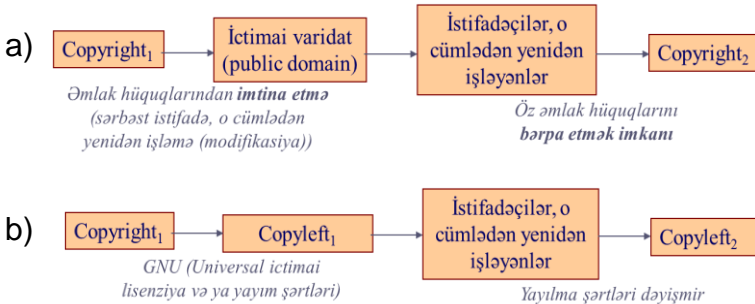 a)
Copyright₁
İctimai varidat
(public domain)
İstifadəçilər, o
cümlədən yenidən
işləyənlər
Copyright₂
Əmlak hüquqlarından imtina etmə
(sərbəst istifadə, o cümlədən
yenidən işləmə (modifikasiya))
Öz əmlak hüquqlarını
bərpa etmək imkanı
b)
Copyright₁
Copyleft₁
İstifadəçilər, o
cümlədən yenidən
işləyənlər
Copyleft₂
GNU (Universal ictimai
lisenziya və ya yayım şərtləri)
Yayılma şərtləri dəyişmir